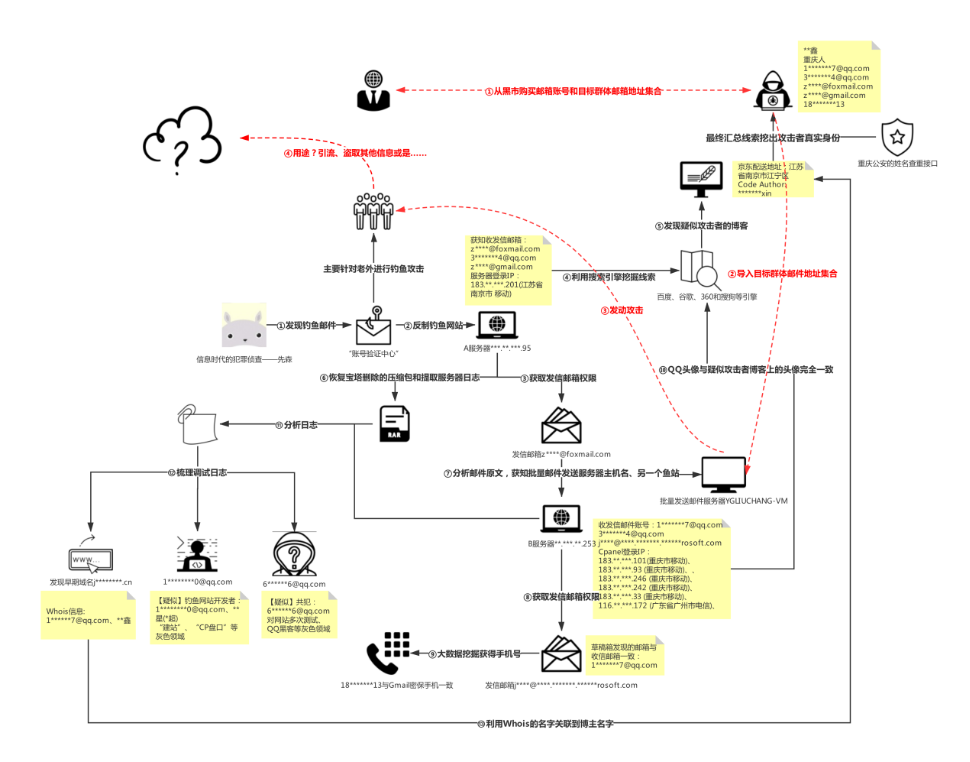 **鑫
重庆人
1*******7@qq.com
3******4@qq.com
z****@foxmail.com
z****@gmail.com
18*******13
①从黑市购买邮箱账号和目标群体邮箱地址集合
最终汇总线索挖出攻击者真实身份
重庆公安的姓名查重接口
④用途？引流、盗取其他信息或是......
京东配送地址：江苏
省南京市江宁区
Code Author
*******xin
⑤发现疑似攻击者的博客
获知收发信邮箱：
z****@foxmail.com
3*******4@qq.com
z****@gmail.com
服务器登录IP：
183.**.***.201(江苏省
南京市 移动)
主要针对老外进行钓鱼攻击
④利用搜索引擎挖掘线索
②导入目标群体邮件地址集合
百度、谷歌、360和搜狗等引擎
③发动攻击
①发现钓鱼邮件
②反制钓鱼网站
信息时代的犯罪侦查——先森
"账号验证中心"
A服务器***.**.***.95
⑥恢复宝塔删除的压缩包和提取服务器日志
③获取发信邮箱权限
⑩QQ头像与疑似攻击者博客上的头像完全一致
RAR
⑪分析日志
发信邮箱z****@foxmail.com
⑫梳理调试日志
⑦分析邮件原文，获知批量邮件发送服务器主机名、另一个鱼站
批量发送邮件服务器YGLIUCHANG-VM
www...
B服务器**.***.**.253
收发信邮件账号：1*******7@qq.com
3*******4@qq.com
j****@****.*******.******rosoft.com
Cpanel登录IP：
183.**.***.101(重庆市移动)、
183.**.***.93 (重庆市移动)、、
183.**.***.246 (重庆市移动)、
183.**.***.242 (重庆市移动)、
183.**.***.33 (重庆市移动)、
116.**.***.172 (广东省广州市电信)、
发现早期域名j********.cn
1********0@qq.com
6******6@qq.com
⑧获取发信邮箱权限
Whois信息:
1******7@qq.com、**鑫
【疑似】钓鱼网站开发者：
1********0@qq.com、**
星(*超)
“建站”、“CP盘口”等
灰色领域
【疑似】共犯：
6******6@qq.com
对网站多次测试、
QQ黑客等灰色领域
草稿箱发现的邮箱与
收信邮箱一致：
1*******7@qq.com
⑨大数据挖掘获得手机号
18*******13与Gmail密保手机一致
发信邮箱j****@****.*******.******rosoft.com
⑬利用Whois的名字关联到博主名字